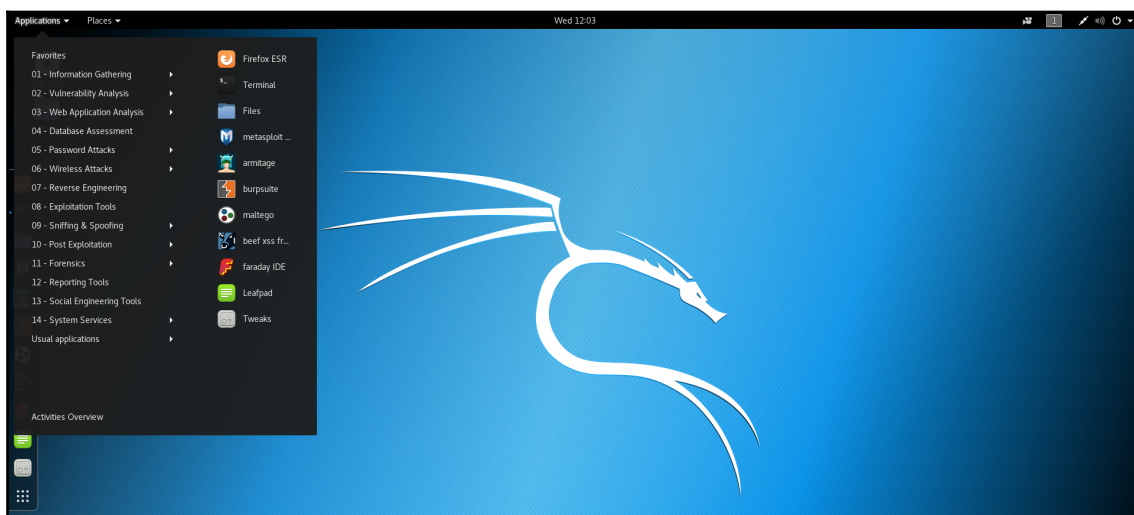 Applications Places Wed 12:03 1
Favorites
01 - Information Gathering
02 - Vulnerability Analysis
03 - Web Application Analysis
04 - Database Assessment
05 - Password Attacks
06 - Wireless Attacks
07 - Reverse Engineering
08 - Exploitation Tools
09 - Sniffing & Spoofing
10 - Post Exploitation
11 - Forensics
12 - Reporting Tools
13 - Social Engineering Tools
14 - System Services
Usual applications
Activities Overview
Firefox ESR
Terminal
Files
metasploit ...
armitage
burpsuite
maltego
beef xss fr...
faraday IDE
Leafpad
Tweaks